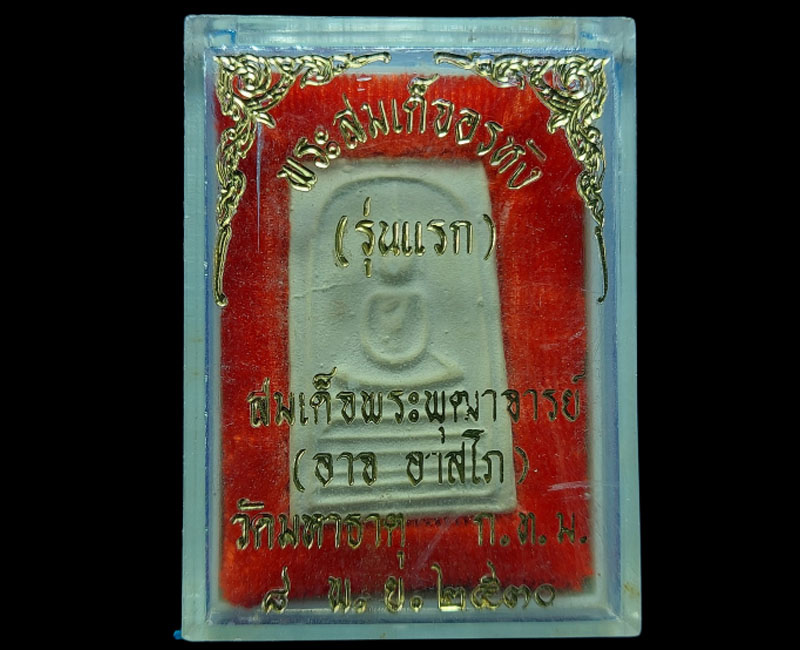 พระสมเก็จอรหัง
(รุ่นแรก)
สมเด็จพระพุฒาจารย์
(อาจ อาสโภ)
วัดมหาธาตุ ก.ท.ม.
๘ พ.ย. ๒๕๓๐